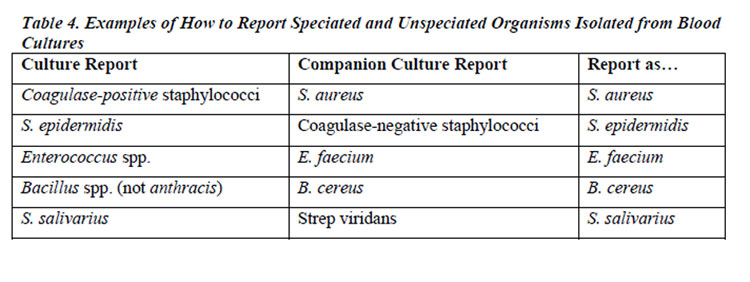 Table 4. Examples of How to Report Speciated and Unspeciated Organisms Isolated from Blood
Cultures
Culture Report Companion Culture Report Report as…
Coagulase-positive staphylococci S. aureus S. aureus
S. epidermidis Coagulase-negative staphylococci S. epidermidis
Enterococcus spp. E. faecium E. faecium
Bacillus spp. (not anthracis) B. cereus B. cereus
S. salivarius Strep viridans S. salivarius